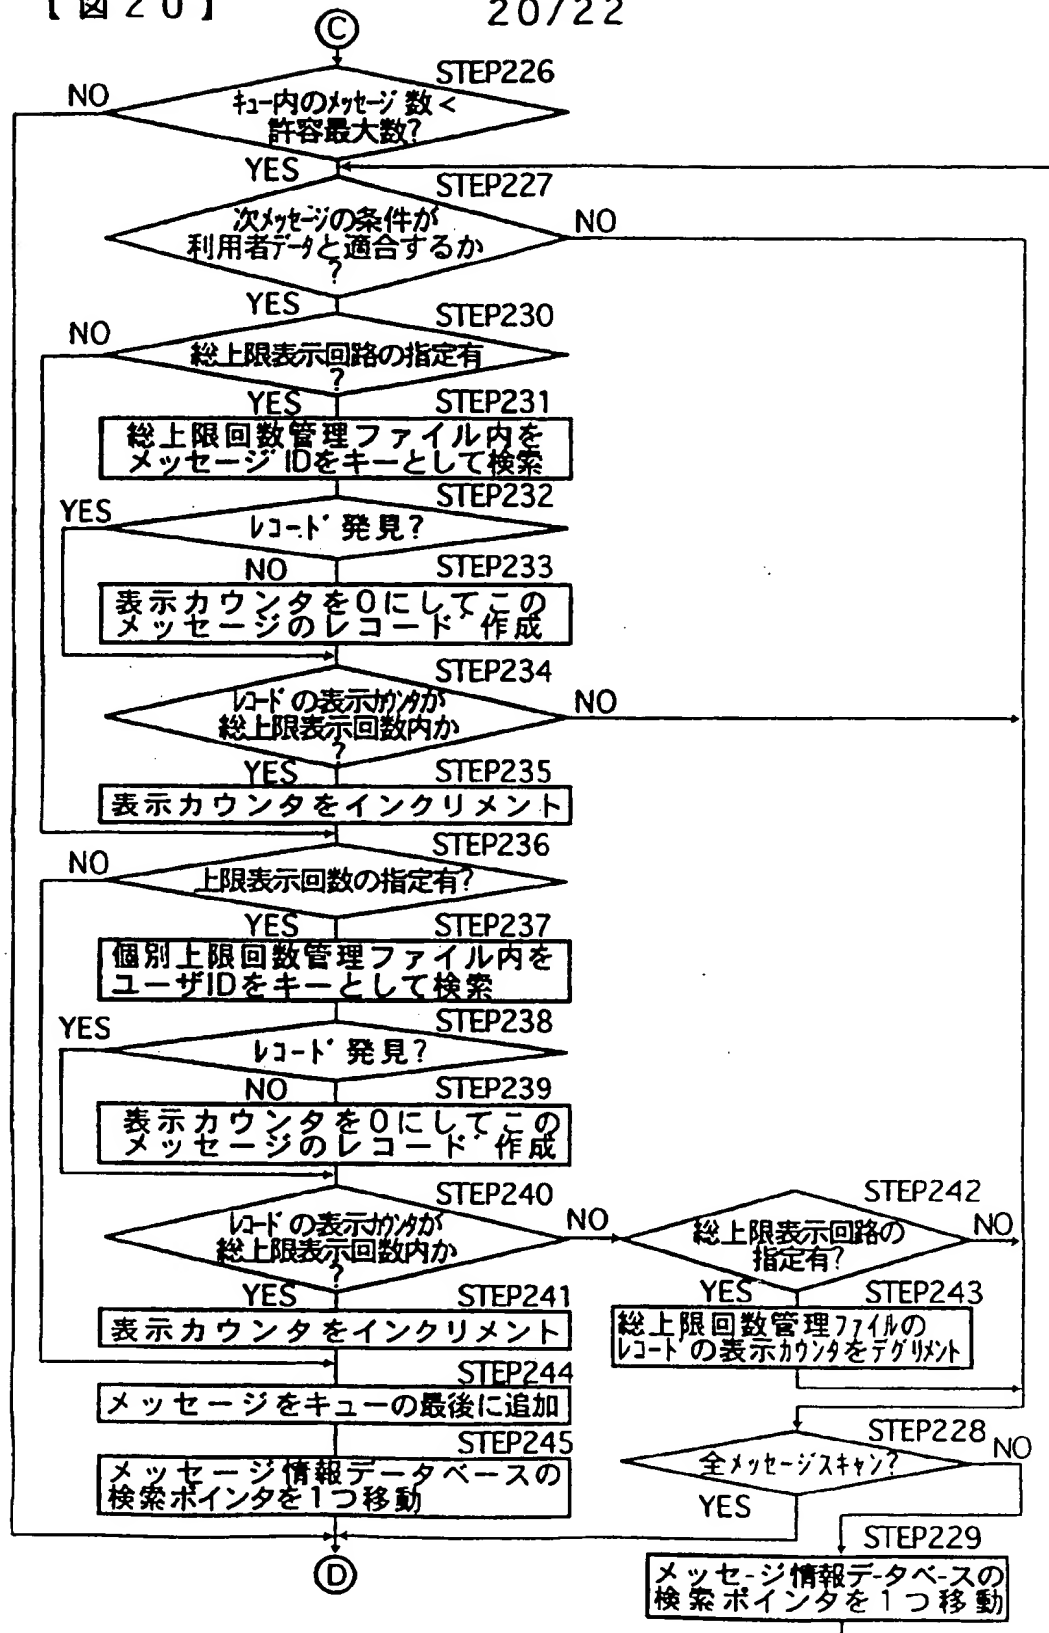 【図20】
20/22
C
STEP226
NO
キュー内のメッセージ数<
許容最大数?
YES
STEP227
次メッセージの条件が
利用者データと適合するか
?
NO
YES
STEP230
NO
総上限表示回路の指定有
?
YES
STEP231
総上限回数管理ファイル内を
メッセージIDをキーとして検索
STEP232
YES
レコード発見?
NO
STEP233
表示カウンタを0にしてこの
メッセージのレコード作成
STEP234
レコードの表示カウンタが
総上限表示回数内か
?
NO
YES
STEP235
表示カウンタをインクリメント
STEP236
NO
上限表示回数の指定有?
YES
STEP237
個別上限回数管理ファイル内を
ユーザIDをキーとして検索
STEP238
YES
レコード発見?
NO
STEP239
表示カウンタを0にしてこの
メッセージのレコード作成
STEP240
レコードの表示カウンタが
総上限表示回数内か
?
NO
STEP242
総上限表示回路の
指定有?
NO
YES
STEP241
表示カウンタをインクリメント
YES
STEP243
総上限回数管理ファイルの
レコードの表示カウンタをデグリメント
STEP244
メッセージをキューの最後に追加
STEP245
メッセージ情報データベースの
検索ポインタを1つ移動
STEP228
全メッセージスキャン?
NO
YES
D
STEP229
メッセージ情報データベースの
検索ポインタを1つ移動